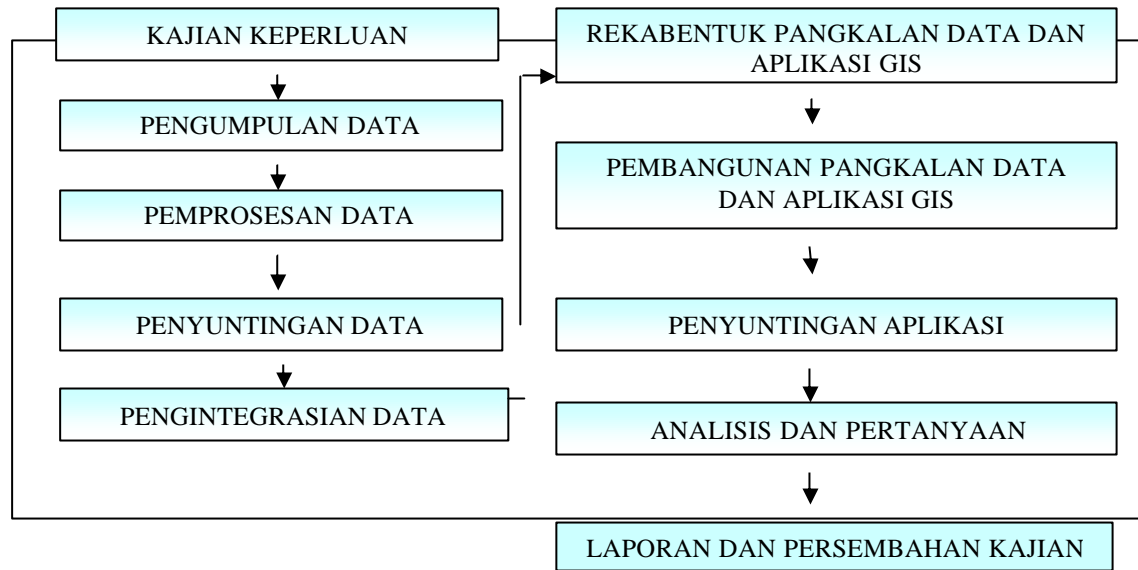 KAJIAN KEPERLUAN
PENGUMPULAN DATA
PEMPROSESAN DATA
PENYUNTINGAN DATA
PENGINTEGRASIAN DATA
REKABENTUK PANGKALAN DATA DAN
APLIKASI GIS
PEMBANGUNAN PANGKALAN DATA
DAN APLIKASI GIS
PENYUNTINGAN APLIKASI
ANALISIS DAN PERTANYAAN
LAPORAN DAN PERSEMBAHAN KAJIAN